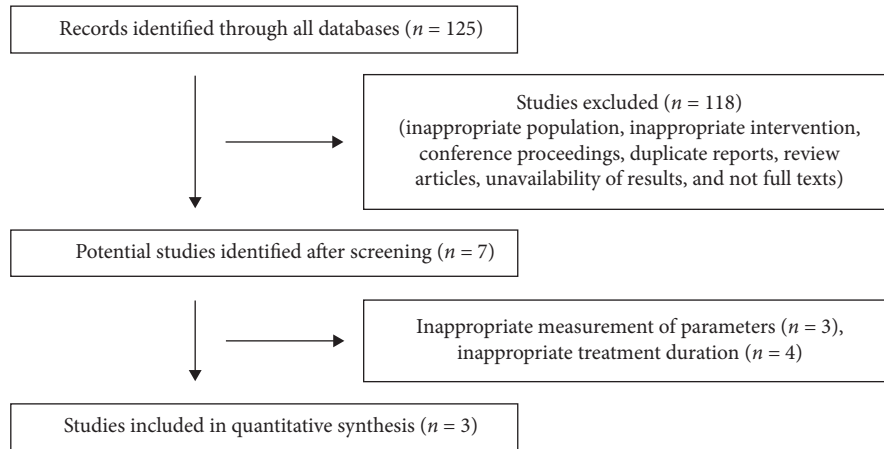 Records identified through all databases (n = 125)
Studies excluded (n = 118)
(inappropriate population, inappropriate intervention,
conference proceedings, duplicate reports, review
articles, unavailability of results, and not full texts)
Potential studies identified after screening (n = 7)
Inappropriate measurement of parameters (n = 3),
inappropriate treatment duration (n = 4)
Studies included in quantitative synthesis (n = 3)